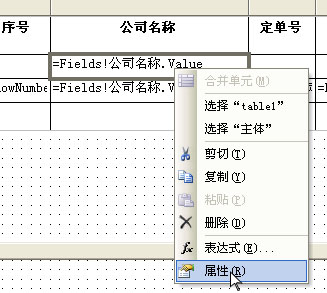 序号 公司名称 定单号
=Fields!公司名称.Value
owNumbe =Fields!公司名称.V
合并单元(M)
选择“table1”
选择“主体”
剪切(T)
复制(Y)
粘贴(P)
删除(D)
表达式(E)...
属性(R)